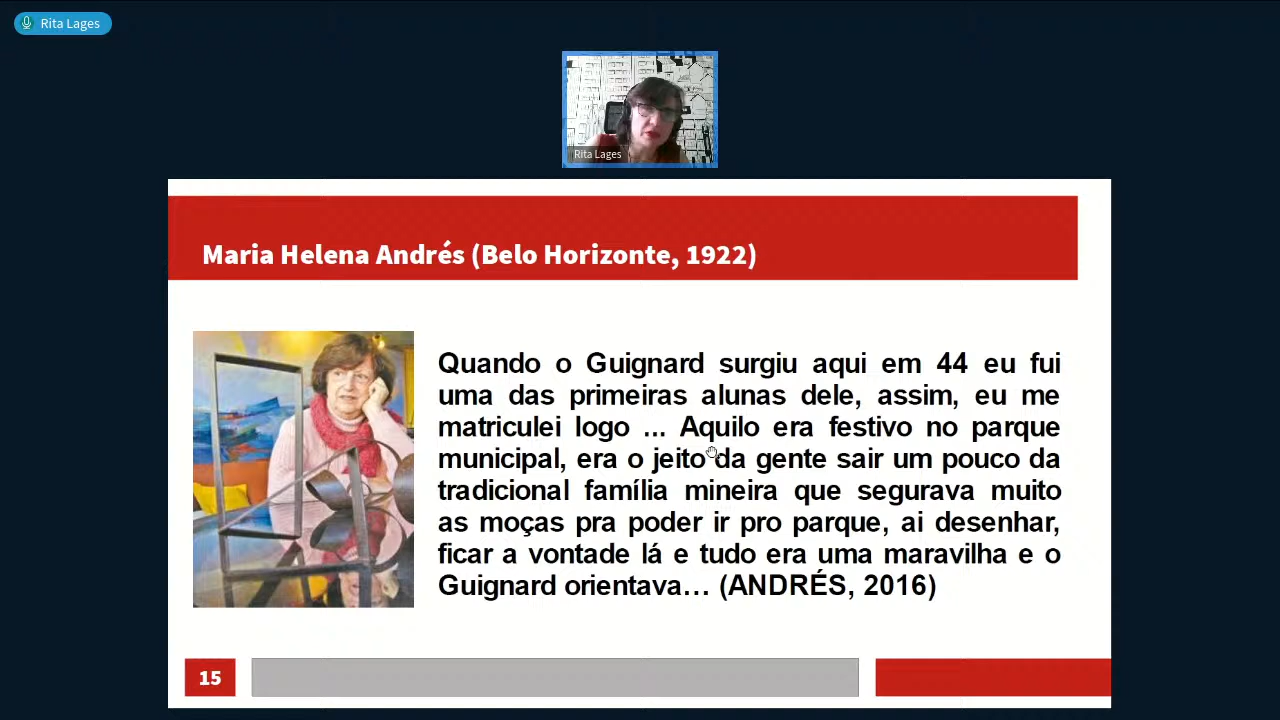 Rita Lages
Rita Lages
Maria Helena Andrés (Belo Horizonte, 1922)
Quando o Guignard surgiu aqui em 44 eu fui
uma das primeiras alunas dele, assim, eu me
matriculei logo ... Aquilo era festivo no parque
municipal, era o jeito da gente sair um pouco da
tradicional família mineira que segurava muito
as moças pra poder ir pro parque, ai desenhar,
ficar a vontade lá e tudo era uma maravilha e o
Guignard orientava… (ANDRÉS, 2016)
15